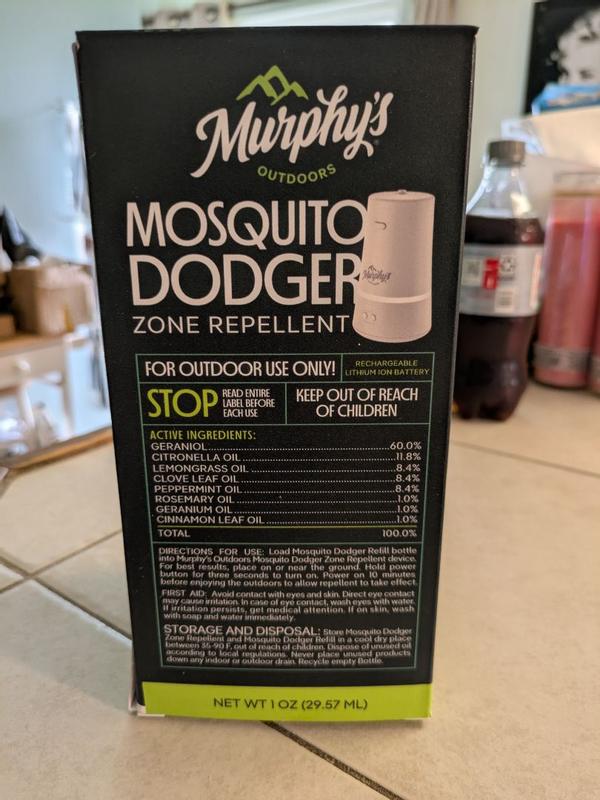 Murphy's
OUTDOORS
MOSQUITO
DODGER
ZONE REPELLENT
Murphy's
FOR OUTDOOR USE ONLY!
RECHARGEABLE
LITHIUM ION BATTERY
STOP
READ ENTIRE
LABEL BEFORE
EACH USE
KEEP OUT OF REACH
OF CHILDREN
ACTIVE INGREDIENTS:
GERANIOL 60.0%
CITRONELLA OIL 11.8%
LEMONGRASS OIL 8.4%
CLOVE LEAF OIL 8.4%
PEPPERMINT OIL 8.4%
ROSEMARY OIL 1.0%
GERANIUM OIL 1.0%
CINNAMON LEAF OIL 1.0%
TOTAL 100.0%
DIRECTIONS FOR USE: Load Mosquito Dodger Refill bottle
into Murphy's Outdoors Mosquito Dodger Zone Repellent device.
For best results, place on or near the ground. Hold power
button for three seconds to turn on. Power on 10 minutes
before enjoying the outdoors to allow repellent to take effect.
FIRST AID: Avoid contact with eyes and skin. Direct eye contact
may cause irritation. In case of eye contact, wash eyes with water.
If irritation persists, get medical attention. If on skin, wash
with soap and water immediately.
STORAGE AND DISPOSAL: Store Mosquito Dodger
Zone Repellent and Mosquito Dodger Refill in a cool dry place
between 35-90 F, out of reach of children. Dispose of unused oil
according to local regulations. Never place unused products
down any indoor or outdoor drain. Recycle empty Bottle.
NET WT 1 OZ (29.57 ML)